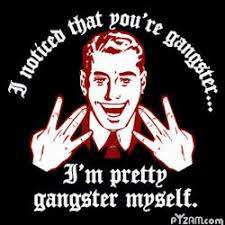 I noticed that you're gangster...
I'm pretty
gangster myself.
PYZAM.com